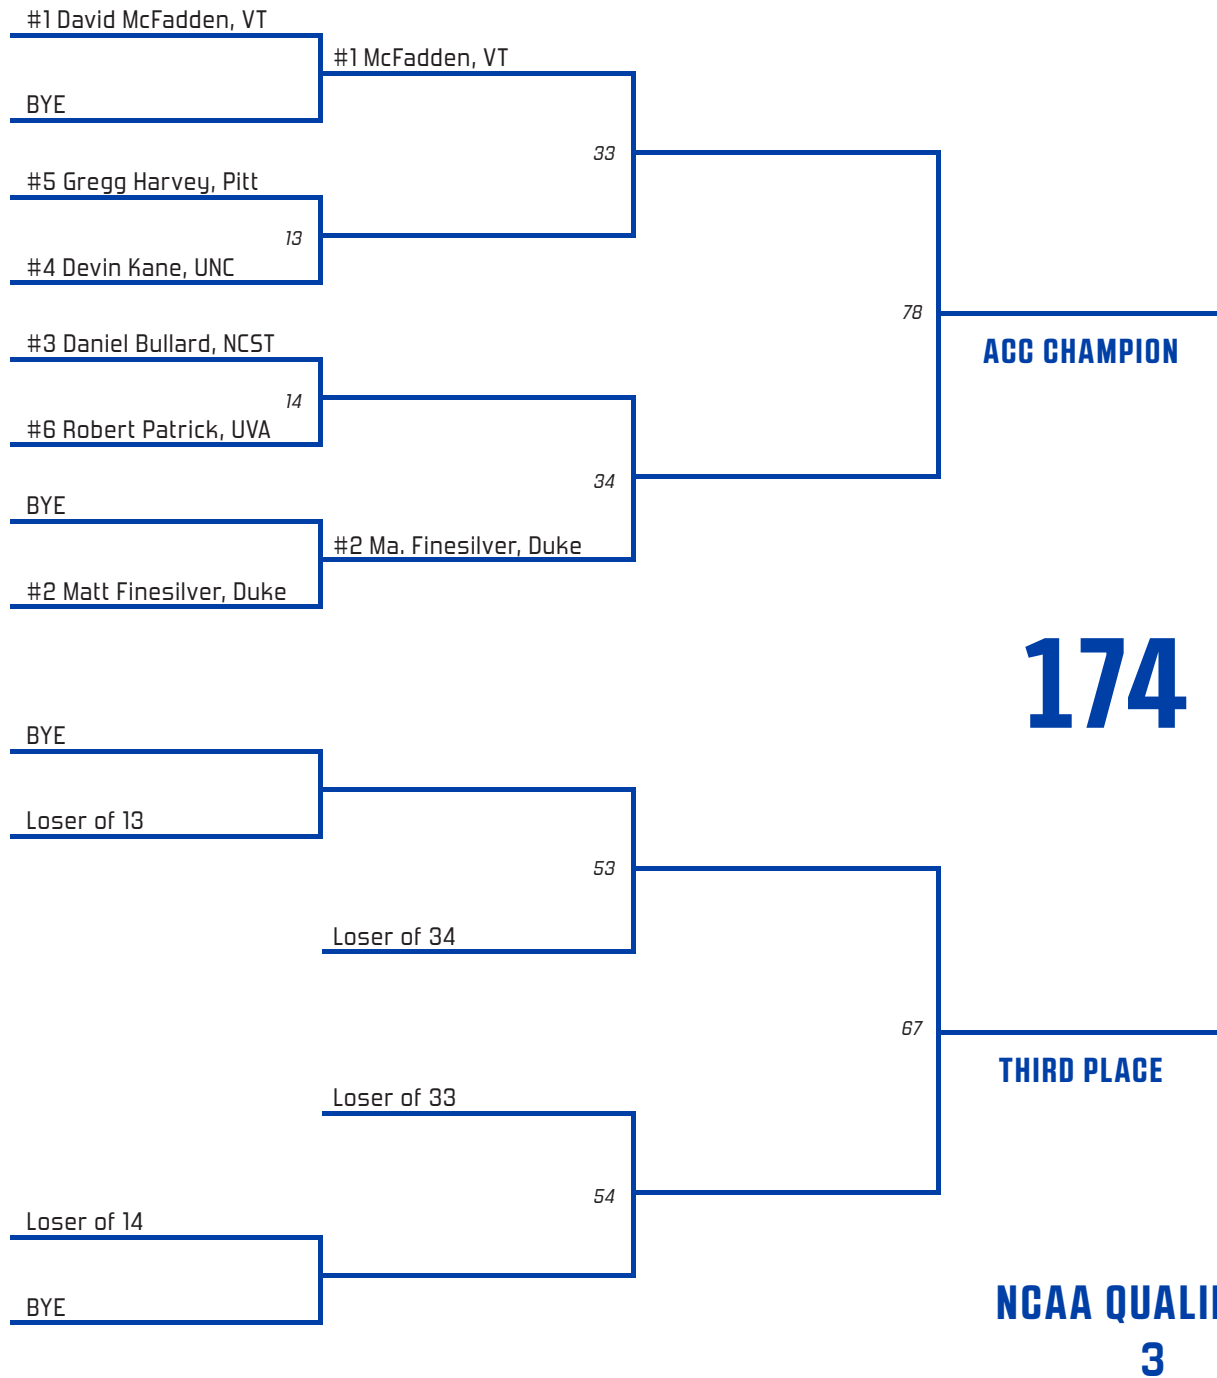 #1 David McFadden, VT
#1 McFadden, VT
BYE
33
#5 Gregg Harvey, Pitt
13
#4 Devin Kane, UNC
78
#3 Daniel Bullard, NCST
ACC CHAMPION
14
#6 Robert Patrick, UVA
34
BYE
#2 Ma. Finesilver, Duke
#2 Matt Finesilver, Duke
174
BYE
Loser of 13
53
Loser of 34
67
THIRD PLACE
Loser of 33
54
Loser of 14
BYE
NCAA QUALI
3